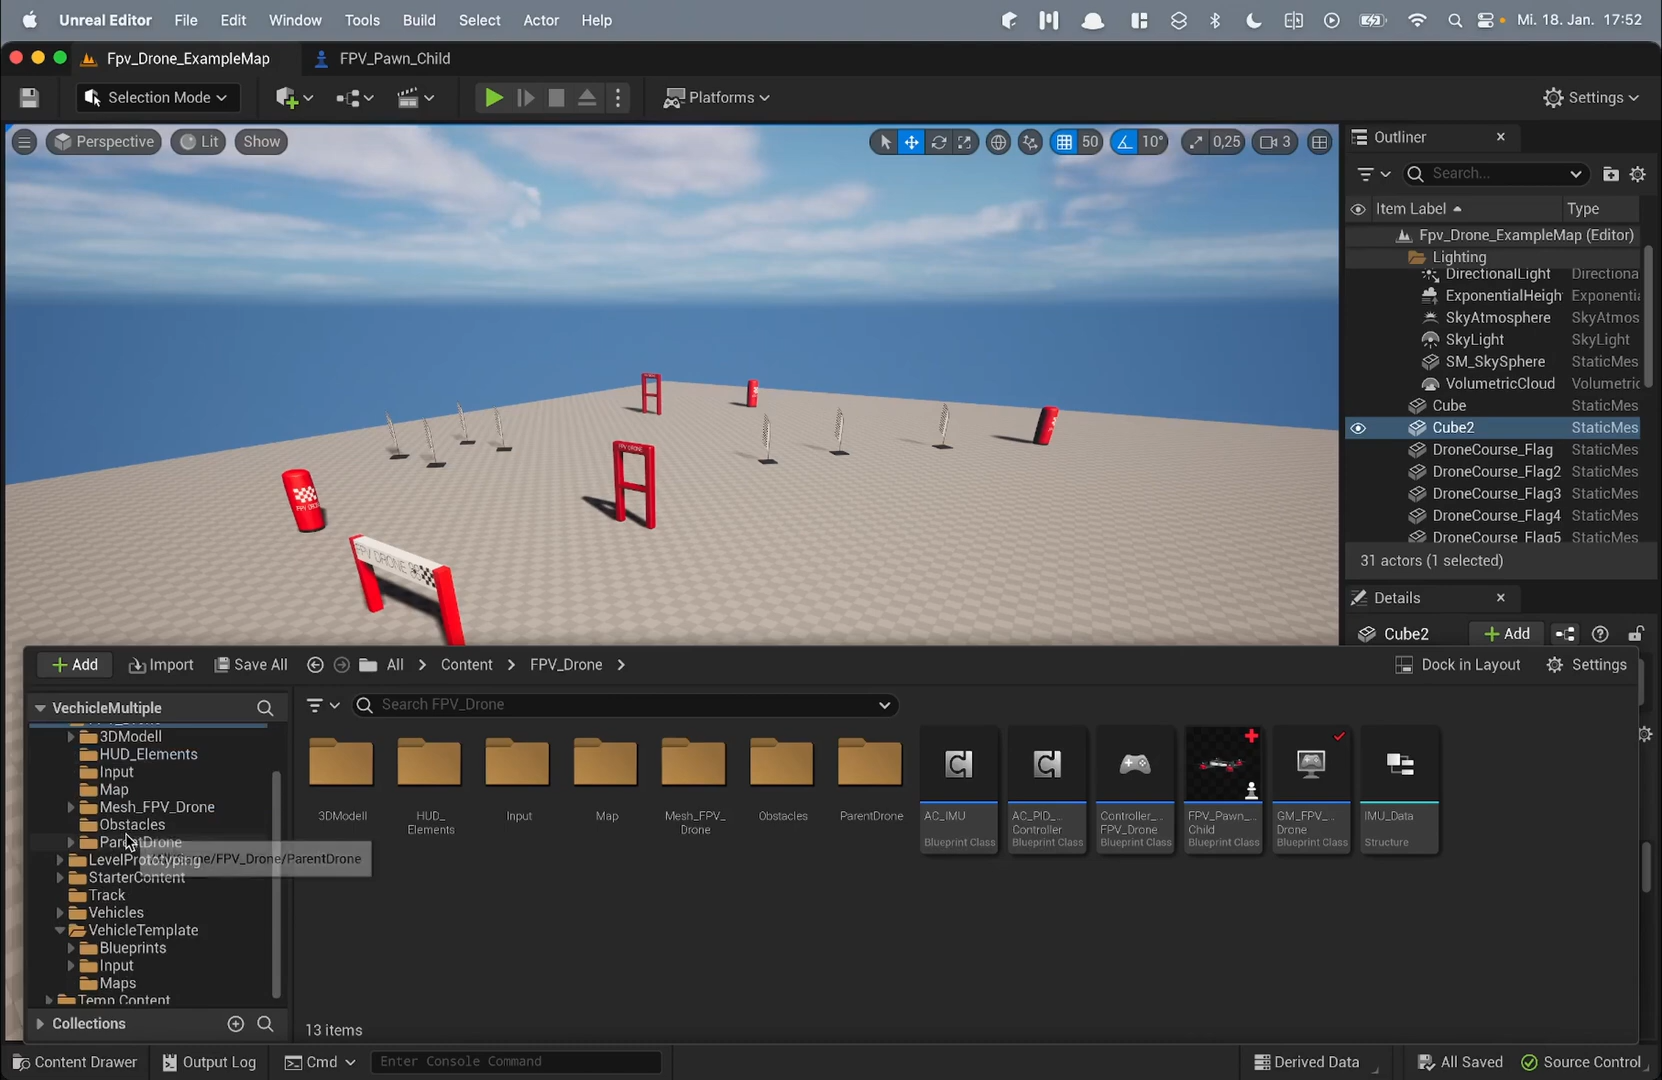 Unreal Editor File Edit Window Tools Build Select Actor Help Mi. 18. Jan. 17:52
Fpv_Drone_ExampleMap FPV_Pawn_Child
Selection Mode Platforms Settings
Perspective Lit Show 50 10° 0,25 3
Outliner
Search...
Item Label Type
Fpv_Drone_ExampleMap (Editor)
Lighting
DirectionalLight Directiona
ExponentialHeigh Exponentia
SkyAtmosphere SkyAtmos
SkyLight SkyLight
SM_SkySphere StaticMes
VolumetricCloud Volumetric
Cube StaticMes
Cube2 StaticMes
DroneCourse_Flag StaticMes
DroneCourse_Flag2 StaticMes
DroneCourse_Flag3 StaticMes
DroneCourse_Flag4 StaticMes
DroneCourse_Flag5 StaticMes
31 actors (1 selected)
Details
Cube2 Add
FPV DRONE
FPV DRONE
Add Import Save All All Content FPV_Drone Dock in Layout Settings
VechicleMultiple
Search FPV_Drone
3DModell
HUD_Elements
Input
Map
Mesh_FPV_Drone
Obstacles
ParentDrone
/Game/FPV_Drone/ParentDrone
LevelPrototyping
StarterContent
Track
Vehicles
VehicleTemplate
Blueprints
Input
Maps
Temp Content
Collections
3DModell
HUD_
Elements
Input
Map
Mesh_FPV_
Drone
Obstacles
ParentDrone
AC_IMU
Blueprint Class
AC_PID_...
Controller
Blueprint Class
Controller_...
FPV_Drone
Blueprint Class
FPV_Pawn_...
Child
Blueprint Class
GM_FPV_...
Drone
Blueprint Class
IMU_Data
Structure
13 items
Content Drawer Output Log Cmd Enter Console Command Derived Data All Saved Source Control